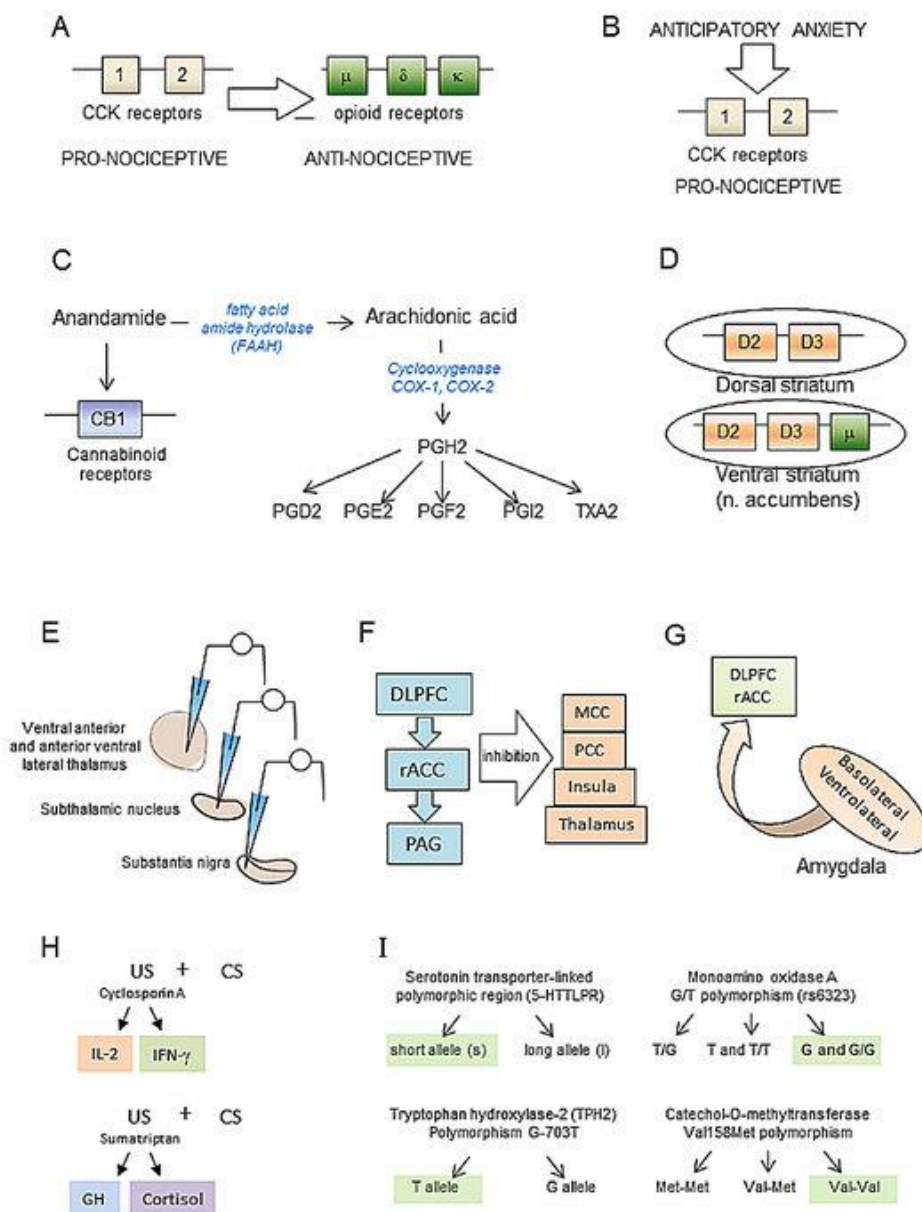 A
1 2
CCK receptors
PRO-NOCICEPTIVE
μ δ κ
opioid receptors
ANTI-NOCICEPTIVE
B
ANTICIPATORY ANXIETY
1 2
CCK receptors
PRO-NOCICEPTIVE
C
Anandamide
fatty acid
amide hydrolase
(FAAH)
Arachidonic acid
CB1
Cannabinoid
receptors
Cyclooxygenase
COX-1, COX-2
PGH2
PGD2 PGE2 PGF2 PGI2 TXA2
D
D2 D3
Dorsal striatum
D2 D3 μ
Ventral striatum
(n. accumbens)
E
Ventral anterior
and anterior ventral
lateral thalamus
Subthalamic nucleus
Substantia nigra
F
DLPFC
rACC
PAG
inhibition
MCC
PCC
Insula
Thalamus
G
DLPFC
rACC
Basolateral
Ventrolateral
Amygdala
H
US + CS
Cyclosporin A
IL-2 IFN-γ
US + CS
Sumatriptan
GH Cortisol
I
Serotonin transporter-linked
polymorphic region (5-HTTLPR)
short allele (s) long allele (l)
Monoamino oxidase A
G/T polymorphism (rs6323)
T/G T and T/T G and G/G
Tryptophan hydroxylase-2 (TPH2)
Polymorphism G-703T
T allele G allele
Catechol-O-methyltransferase
Val158Met polymorphism
Met-Met Val-Met Val-Val